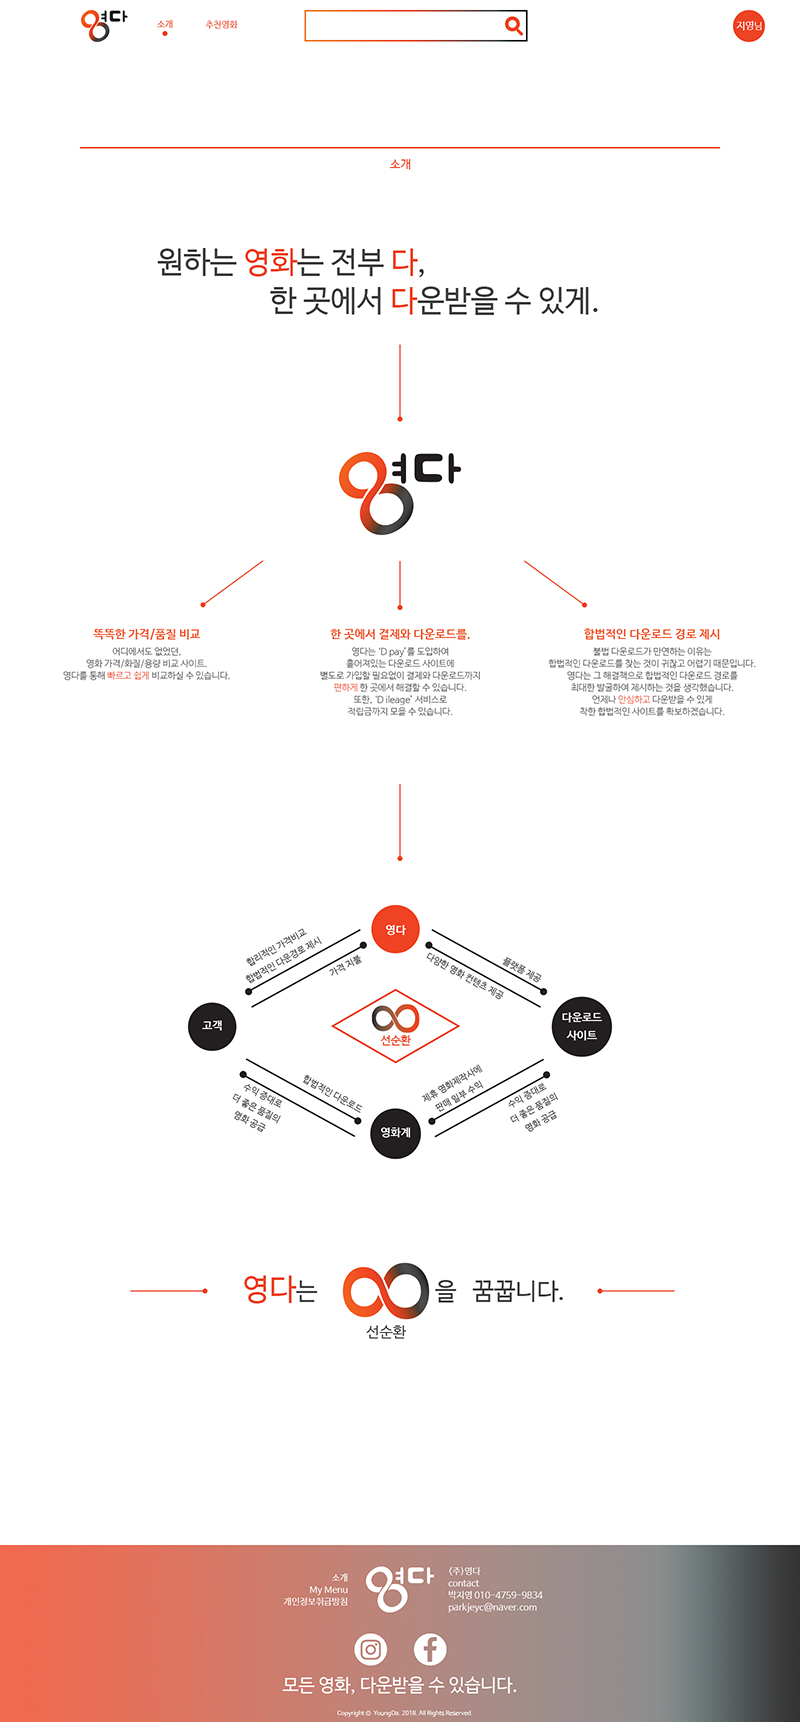 영다
소개
추천영화
지영님
소개
원하는 영화는 전부 다,
한 곳에서 다운받을 수 있게.
영다
똑똑한 가격/품질 비교
어디에서도 없었던,
영화 가격/화질/용량 비교 사이트.
영다를 통해 빠르고 쉽게 비교하실 수 있습니다.
한 곳에서 결제와 다운로드를.
영다는 'D pay'를 도입하여
흩어져있는 다운로드 사이트에
별도로 가입할 필요없이 결제와 다운로드까지
편하게 한 곳에서 해결할 수 있습니다.
또한, 'D ileage' 서비스로
적립금까지 모을 수 있습니다.
합법적인 다운로드 경로 제시
불법 다운로드가 만연하는 이유는
합법적인 다운로드를 찾는 것이 귀찮고 어렵기 때문입니다.
영다는 그 해결책으로 합법적인 다운로드 경로를
최대한 발굴하여 제시하는 것을 생각했습니다.
언제나 안심하고 다운받을 수 있게
착한 합법적인 사이트를 확보하겠습니다.
영다
합리적인 가격비교
합법적인 다운경로 제시
가격 지불
플랫폼 제공
다양한 영화 컨텐츠 제공
고객
선순환
다운로드
사이트
합법적인 다운로드
수익 증대로
더 좋은 품질의
영화 공급
제휴 영화제작사에
판매 일부 수익
수익 증대로
더 좋은 품질의
영화 공급
영화계
영다는 을 꿈꿉니다.
선순환
소개
My Menu
개인정보취급방침
영다
(주)영다
contact
박지영 010-4759-9834
parkjeyc@naver.com
모든 영화, 다운받을 수 있습니다.
Copyright © YoungDa. 2018. All Rights Reserved.